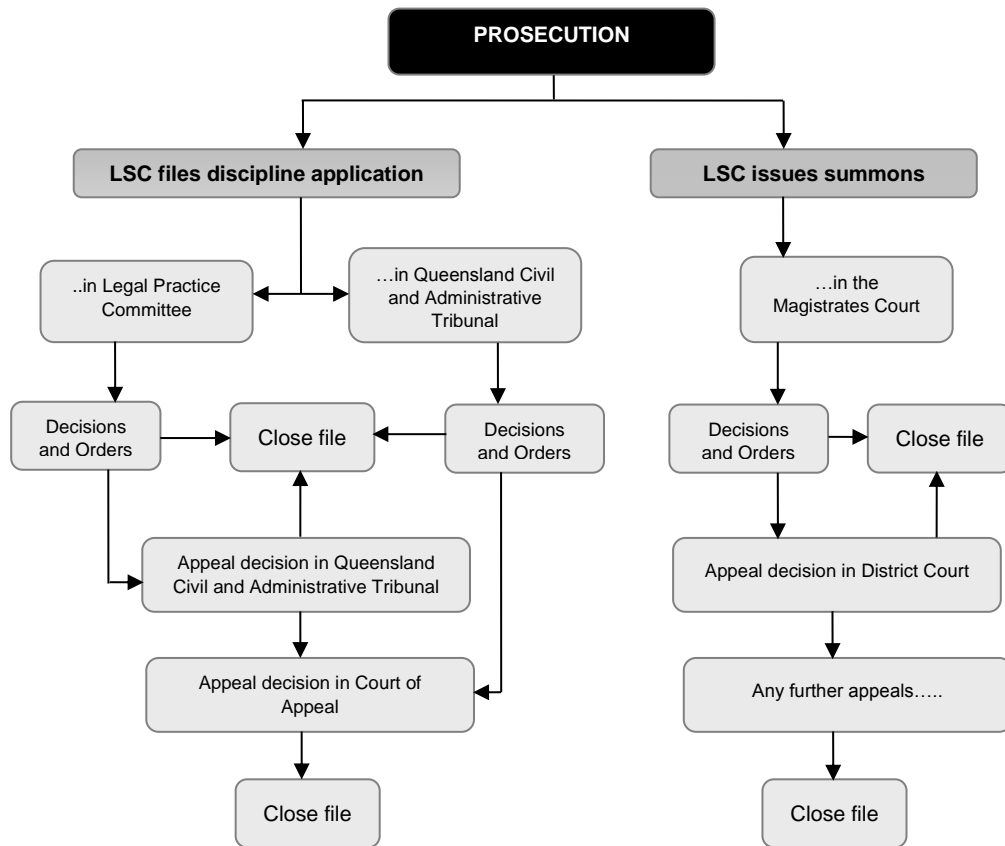 PROSECUTION
LSC files discipline application
LSC issues summons
..in Legal Practice
Committee
…in Queensland Civil
and Administrative
Tribunal
…in the
Magistrates Court
Decisions
and Orders
Close file
Decisions
and Orders
Decisions
and Orders
Close file
Appeal decision in Queensland
Civil and Administrative Tribunal
Appeal decision in District Court
Appeal decision in Court of
Appeal
Any further appeals…..
Close file
Close file